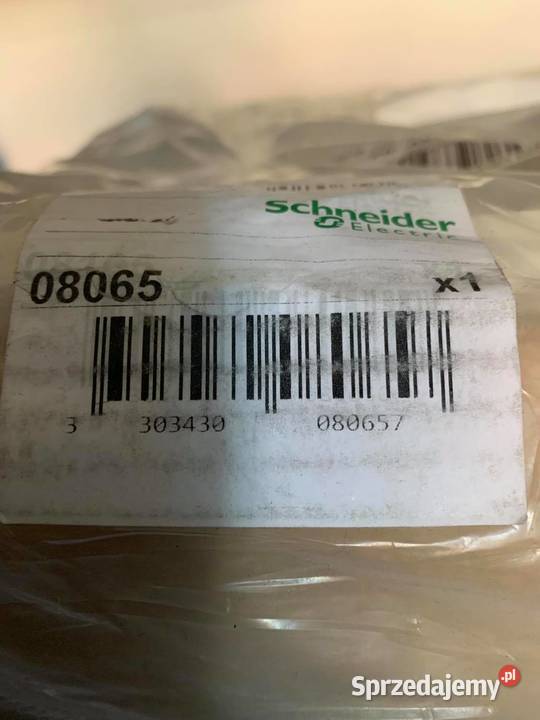 Schneider
Electric
08065
x1
3 303430 080657
Sprzedajemy.pl